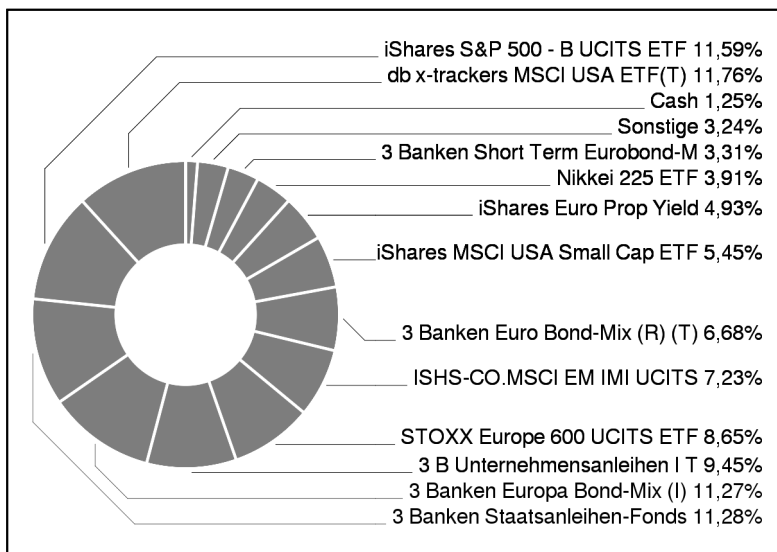 iShares S&P 500 - B UCITS ETF 11,59%
db x-trackers MSCI USA ETF(T) 11,76%
Cash 1,25%
Sonstige 3,24%
3 Banken Short Term Eurobond-M 3,31%
Nikkei 225 ETF 3,91%
iShares Euro Prop Yield 4,93%
iShares MSCI USA Small Cap ETF 5,45%
3 Banken Euro Bond-Mix (R) (T) 6,68%
ISHS-CO.MSCI EM IMI UCITS 7,23%
STOXX Europe 600 UCITS ETF 8,65%
3 B Unternehmensanleihen I T 9,45%
3 Banken Europa Bond-Mix (I) 11,27%
3 Banken Staatsanleihen-Fonds 11,28%